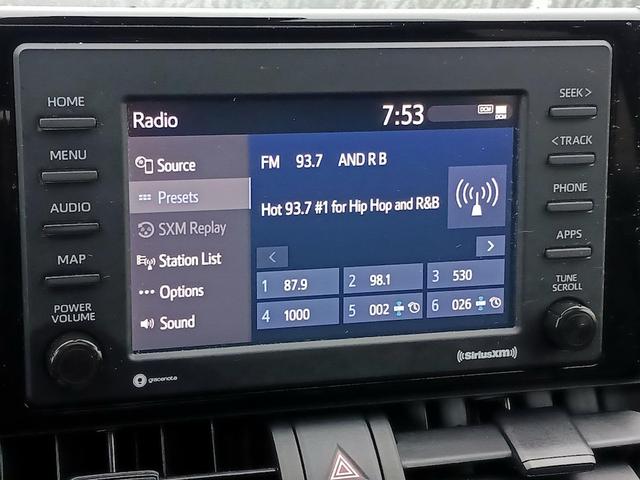 HOME
MENU
AUDIO
MAP
POWER
VOLUME
Radio
7:53
DCM
DCM
Source
Presets
SXM Replay
Station List
Options
Sound
FM 93.7 AND R B
Hot 93.7 #1 for Hip Hop and R&B
<
>
1 87.9
2 98.1
3 530
4 1000
5 002
6 026
SEEK >
< TRACK
PHONE
APPS
TUNE
SCROLL
gracenote
((SiriusXM))